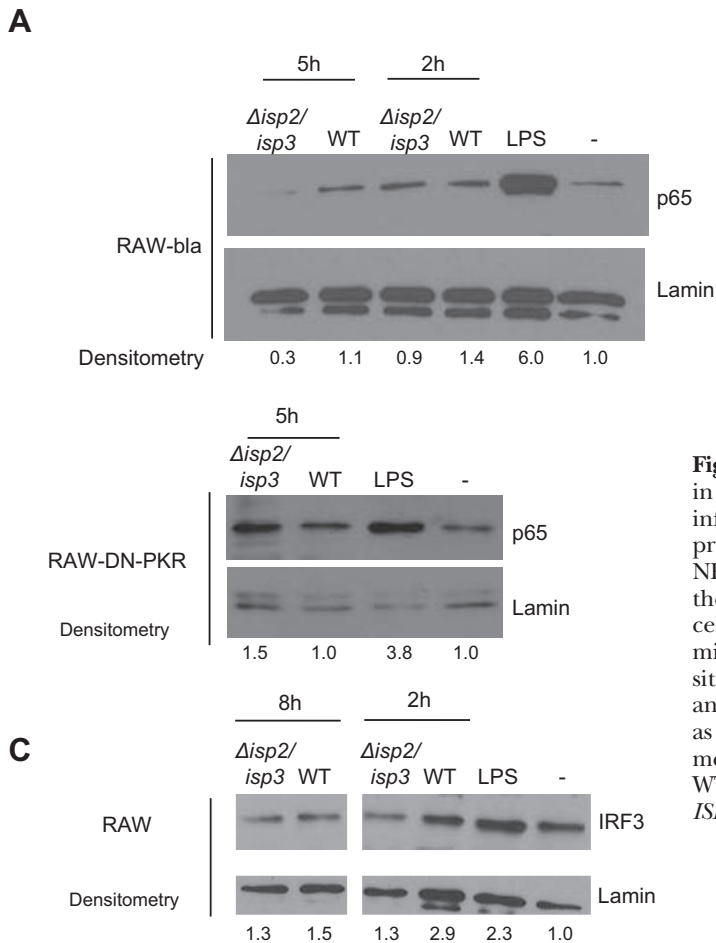 A
5h 2h
Δisp2/ Δisp2/
isp3 WT isp3 WT LPS -
p65
RAW-bla
Lamin
Densitometry 0.3 1.1 0.9 1.4 6.0 1.0
5h
Δisp2/
isp3 WT LPS -
p65
RAW-DN-PKR
Lamin
Densitometry
1.5 1.0 3.8 1.0
8h 2h
C
Δisp2/ Δisp2/
isp3 WT isp3 WT LPS -
RAW IRF3
Densitometry Lamin
1.3 1.5 1.3 2.9 2.3 1.0
Fig
in
inf
pr
NF
the
cel
mi
sit
an
as
mo
WT